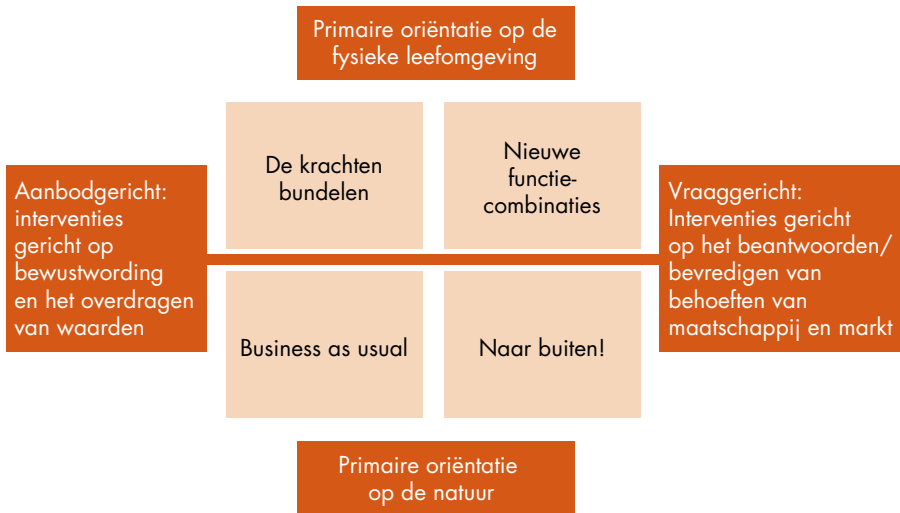 Primaire oriëntatie op de
fysieke leefomgeving
De krachten
bundelen
Nieuwe
functie-
combinaties
Aanbodgericht:
interventies
gericht op
bewustwording
en het overdragen
van waarden
Vraaggericht:
Interventies gericht
op het beantwoorden/
bevredigen van
behoeften van
maatschappij en markt
Business as usual
Naar buiten!
Primaire oriëntatie
op de natuur